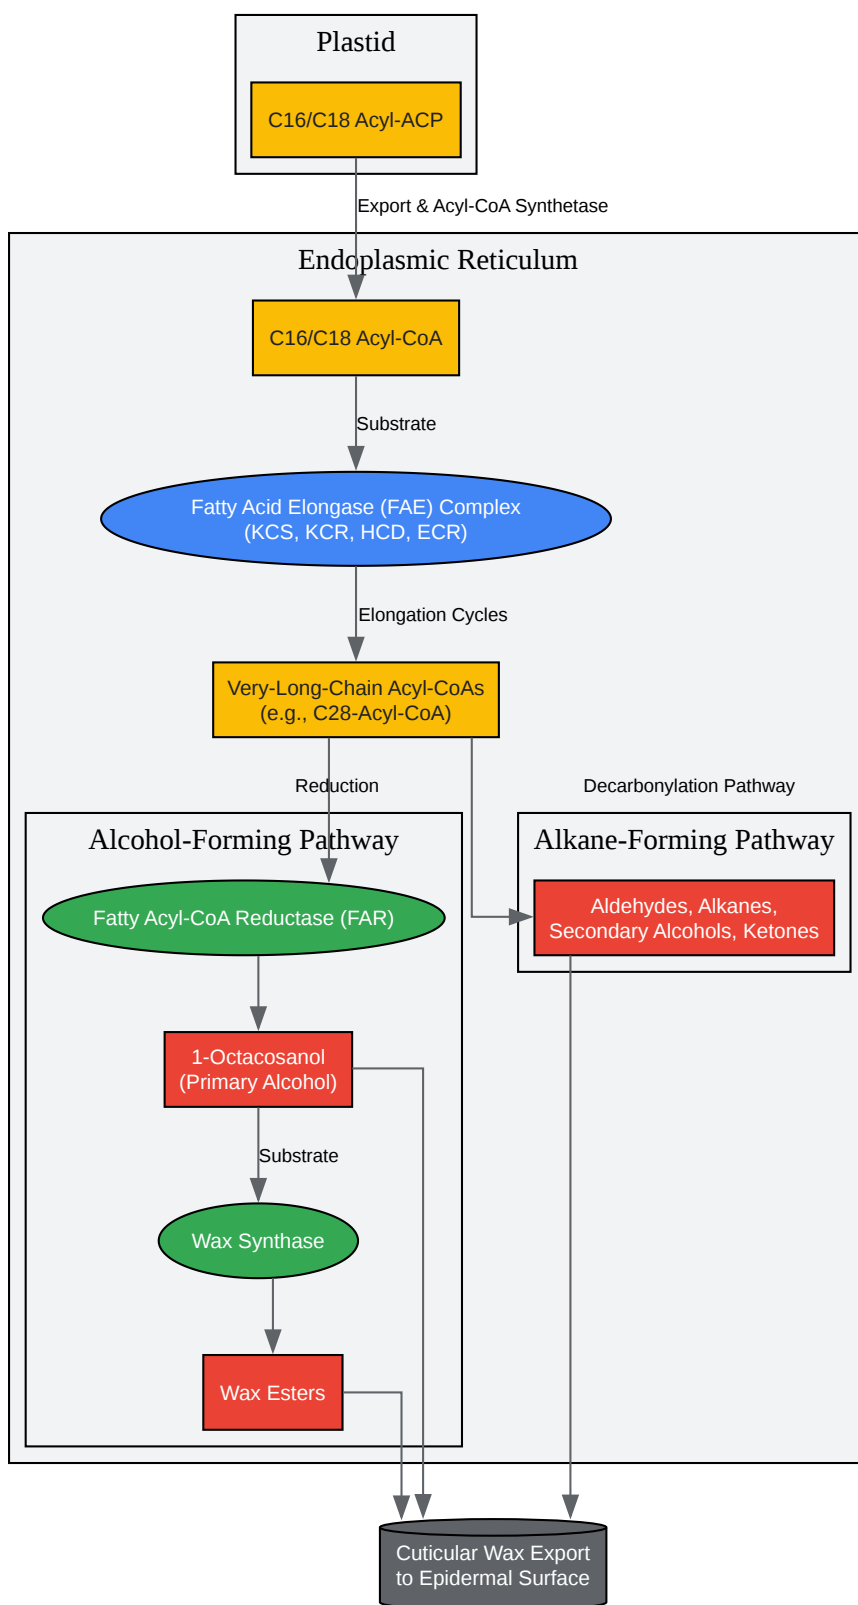 Plastid
C16/C18 Acyl-ACP
Export & Acyl-CoA Synthetase
Endoplasmic Reticulum
C16/C18 Acyl-CoA
Substrate
Fatty Acid Elongase (FAE) Complex
(KCS, KCR, HCD, ECR)
Elongation Cycles
Very-Long-Chain Acyl-CoAs
(e.g., C28-Acyl-CoA)
Reduction
Decarbonylation Pathway
Alcohol-Forming Pathway
Alkane-Forming Pathway
Fatty Acyl-CoA Reductase (FAR)
Aldehydes, Alkanes,
Secondary Alcohols, Ketones
1-Octacosanol
(Primary Alcohol)
Substrate
Wax Synthase
Wax Esters
Cuticular Wax Export
to Epidermal Surface